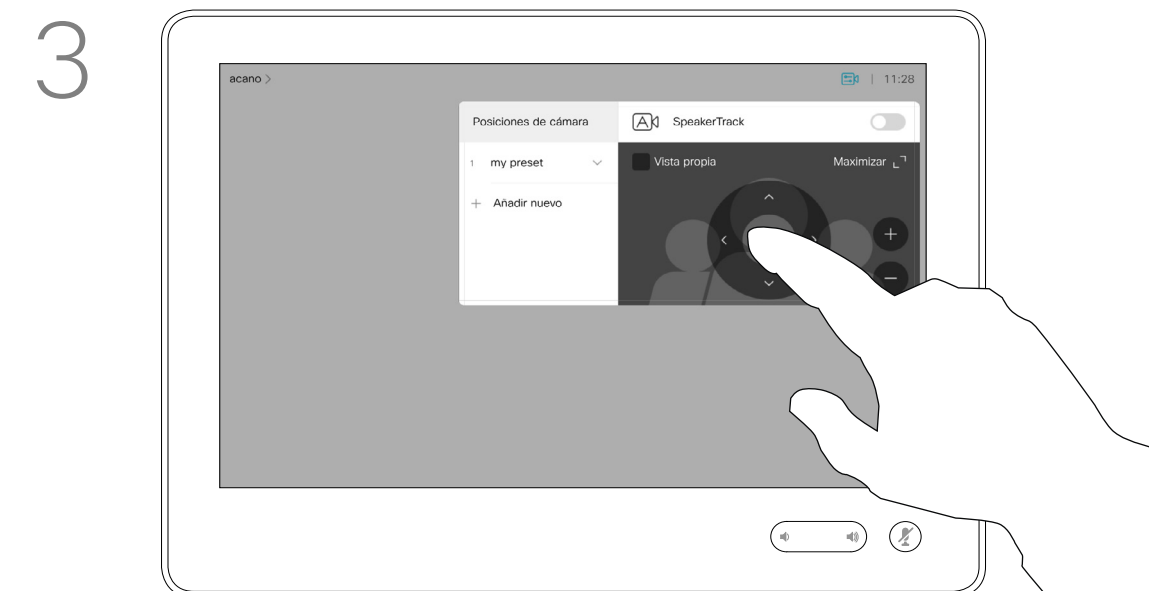 3
acano >
11:28
Posiciones de cámara
SpeakerTrack
1 my preset
Vista propia
Maximizar
+ Añadir nuevo